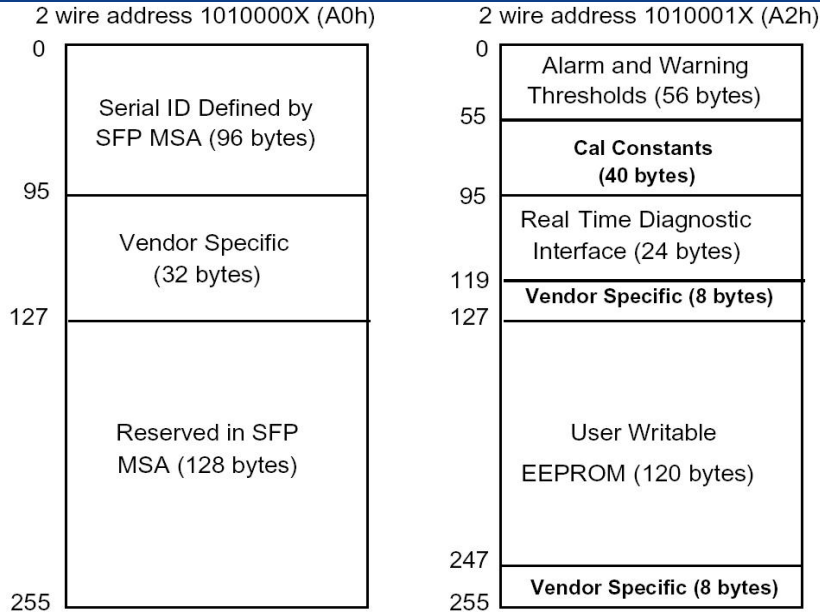 2 wire address 1010000X (A0h)
0
Serial ID Defined by
SFP MSA (96 bytes)
95
Vendor Specific
(32 bytes)
127
Reserved in SFP
MSA (128 bytes)
255
2 wire address 1010001X (A2h)
0
Alarm and Warning
Thresholds (56 bytes)
55
Cal Constants
(40 bytes)
95
Real Time Diagnostic
Interface (24 bytes)
119
Vendor Specific (8 bytes)
127
User Writable
EEPROM (120 bytes)
247
Vendor Specific (8 bytes)
255